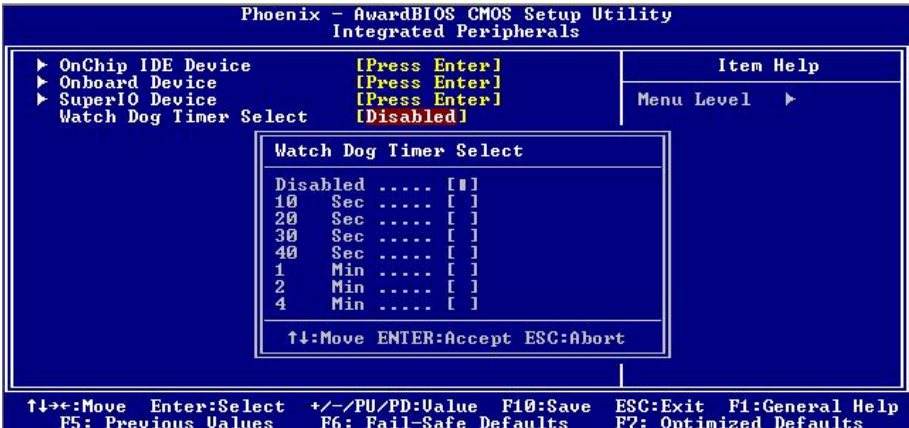 Phoenix - AwardBIOS CMOS Setup Utility
Integrated Peripherals
▶ OnChip IDE Device [Press Enter]
▶ Onboard Device [Press Enter]
▶ SuperIO Device [Press Enter]
Watch Dog Timer Select [Disabled]
Item Help
Menu Level ▶
Watch Dog Timer Select
Disabled ..... [▮]
10 Sec ..... [ ]
20 Sec ..... [ ]
30 Sec ..... [ ]
40 Sec ..... [ ]
1 Min ..... [ ]
2 Min ..... [ ]
4 Min ..... [ ]
↑↓:Move ENTER:Accept ESC:Abort
↑↓→←:Move Enter:Select +/-/PU/PD:Value F10:Save ESC:Exit F1:General Help
F5: Previous Values F6: Fail-Safe Defaults F7: Optimized Defaults